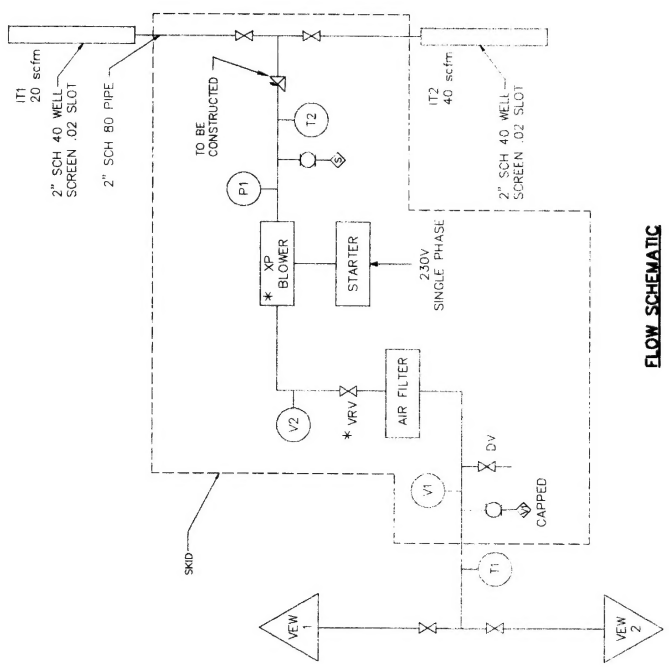 IT1
20 scfm
2" SCH 40 WELL
SCREEN .02 SLOT
2" SCH 80 PIPE
TO BE
CONSTRUCTED
T2
S
P1
IT2
40 scfm
2" SCH 40 WELL
SCREEN .02 SLOT
* XP
BLOWER
STARTER
230V
SINGLE PHASE
V2
* VRV
AIR FILTER
V1
DV
CAPPED
SKID
T1
VEW
1
VEW
2
FLOW SCHEMATIC